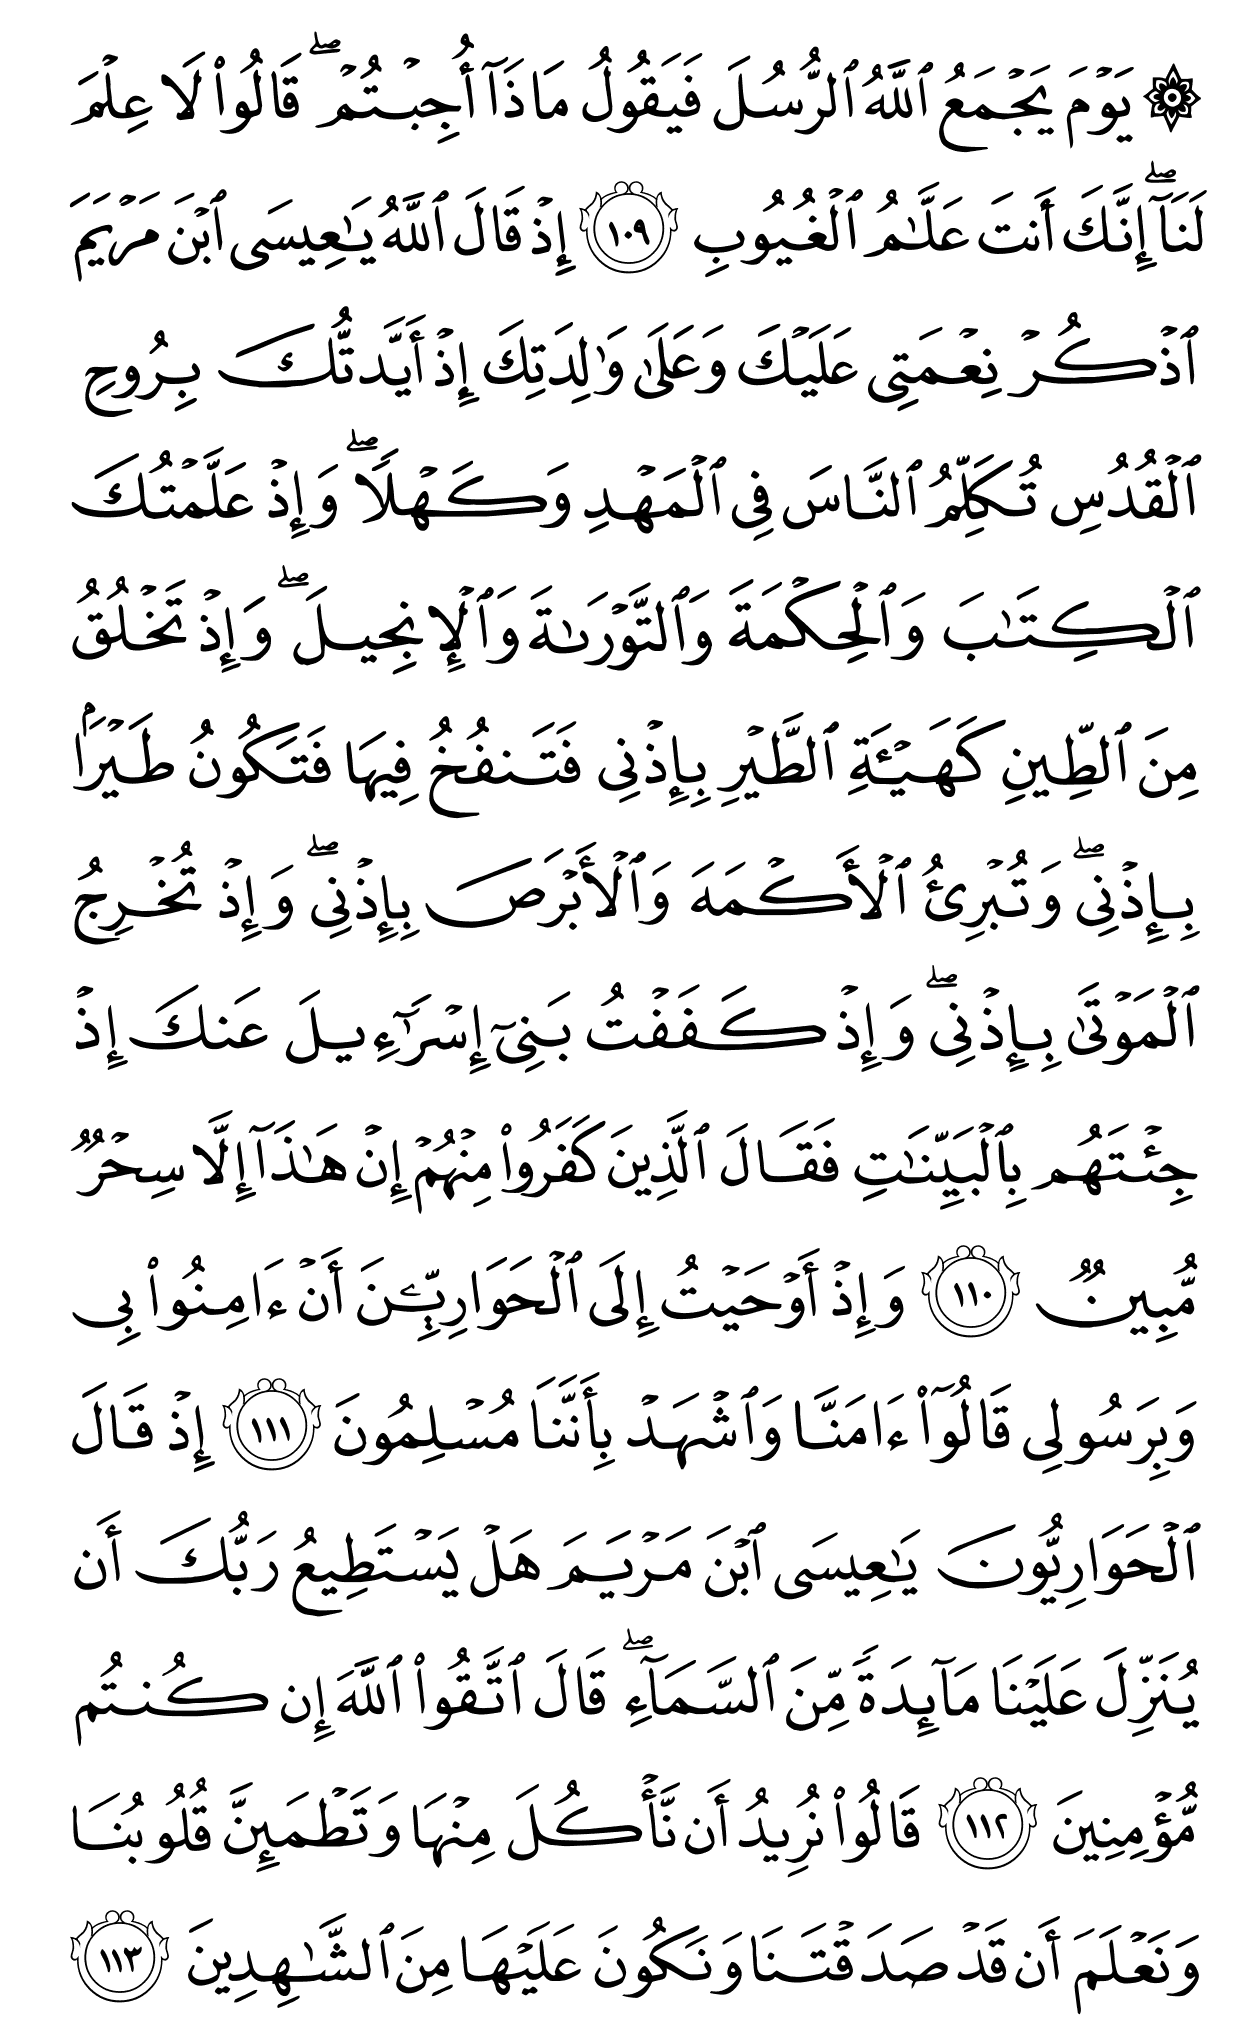 ۞ يَوْمَ يَجْمَعُ ٱللَّهُ ٱلرُّسُلَ فَيَقُولُ مَاذَآ أُجِبْتُمْ ۖ قَالُوا۟ لَا عِلْمَ
لَنَآ ۖ إِنَّكَ أَنتَ عَلَّـٰمُ ٱلْغُيُوبِ ١٠٩ إِذْ قَالَ ٱللَّهُ يَـٰعِيسَى ٱبْنَ مَرْيَمَ
ٱذْكُرْ نِعْمَتِى عَلَيْكَ وَعَلَىٰ وَٰلِدَتِكَ إِذْ أَيَّدتُّكَ بِرُوحِ
ٱلْقُدُسِ تُكَلِّمُ ٱلنَّاسَ فِى ٱلْمَهْدِ وَكَهْلًا ۖ وَإِذْ عَلَّمْتُكَ
ٱلْكِتَـٰبَ وَٱلْحِكْمَةَ وَٱلتَّوْرَىٰةَ وَٱلْإِنجِيلَ ۖ وَإِذْ تَخْلُقُ
مِنَ ٱلطِّينِ كَهَيْـَٔةِ ٱلطَّيْرِ بِإِذْنِى فَتَنفُخُ فِيهَا فَتَكُونُ طَيْرًۢا
بِإِذْنِى ۖ وَتُبْرِئُ ٱلْأَكْمَهَ وَٱلْأَبْرَصَ بِإِذْنِى ۖ وَإِذْ تُخْرِجُ
ٱلْمَوْتَىٰ بِإِذْنِى ۖ وَإِذْ كَفَفْتُ بَنِىٓ إِسْرَٰٓءِيلَ عَنكَ إِذْ
جِئْتَهُم بِٱلْبَيِّنَـٰتِ فَقَالَ ٱلَّذِينَ كَفَرُوا۟ مِنْهُمْ إِنْ هَـٰذَآ إِلَّا سِحْرٌ
مُّبِينٌ ١١٠ وَإِذْ أَوْحَيْتُ إِلَى ٱلْحَوَارِيِّـۧنَ أَنْ ءَامِنُوا۟ بِى
وَبِرَسُولِى قَالُوٓا۟ ءَامَنَّا وَٱشْهَدْ بِأَنَّنَا مُسْلِمُونَ ١١١ إِذْ قَالَ
ٱلْحَوَارِيُّونَ يَـٰعِيسَى ٱبْنَ مَرْيَمَ هَلْ يَسْتَطِيعُ رَبُّكَ أَن
يُنَزِّلَ عَلَيْنَا مَآئِدَةً مِّنَ ٱلسَّمَآءِ ۖ قَالَ ٱتَّقُوا۟ ٱللَّهَ إِن كُنتُم
مُّؤْمِنِينَ ١١٢ قَالُوا۟ نُرِيدُ أَن نَّأْكُلَ مِنْهَا وَتَطْمَئِنَّ قُلُوبُنَا
وَنَعْلَمَ أَن قَدْ صَدَقْتَنَا وَنَكُونَ عَلَيْهَا مِنَ ٱلشَّـٰهِدِينَ ١١٣